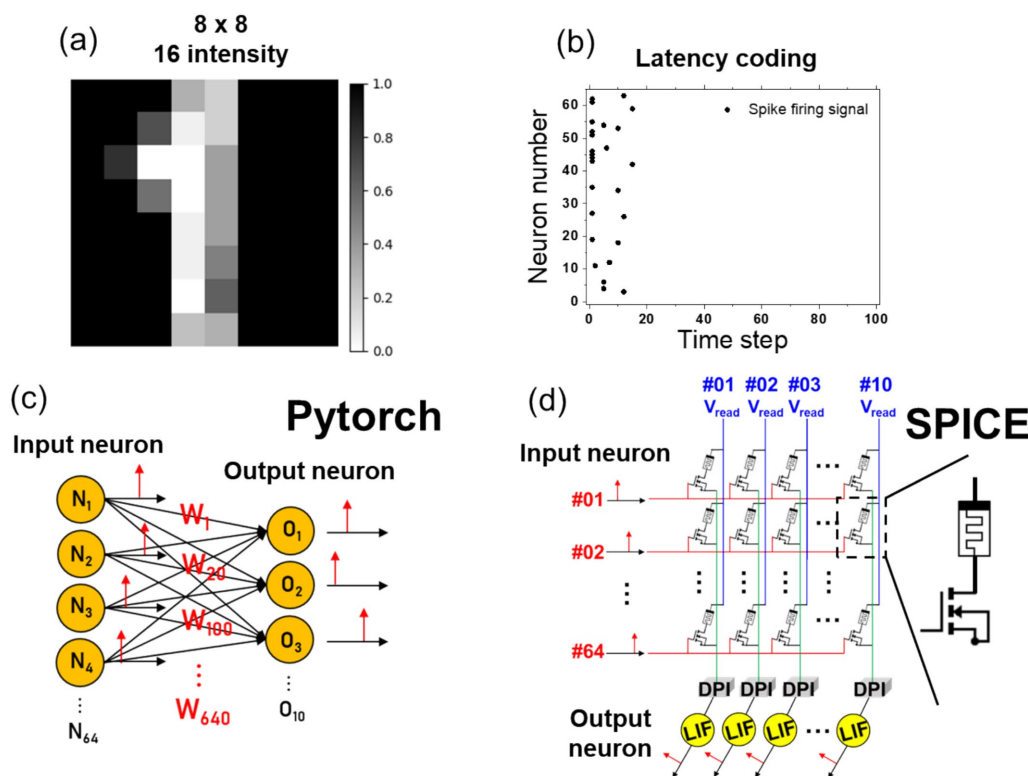 (a)
8 x 8
16 intensity
1.0
0.8
0.6
0.4
0.2
0.0
(b)
Latency coding
Spike firing signal
Neuron number
60
50
40
30
20
10
0
0 20 40 60 80 100
Time step
(c)
Pytorch
Input neuron
Output neuron
N1
N2
N3
N4
N64
W1
W20
W100
W640
O1
O2
O3
O10
(d)
SPICE
#01 #02 #03 #10
Vread Vread Vread Vread
Input neuron
#01
#02
#64
DPI DPI DPI DPI
LIF LIF LIF LIF
Output
neuron